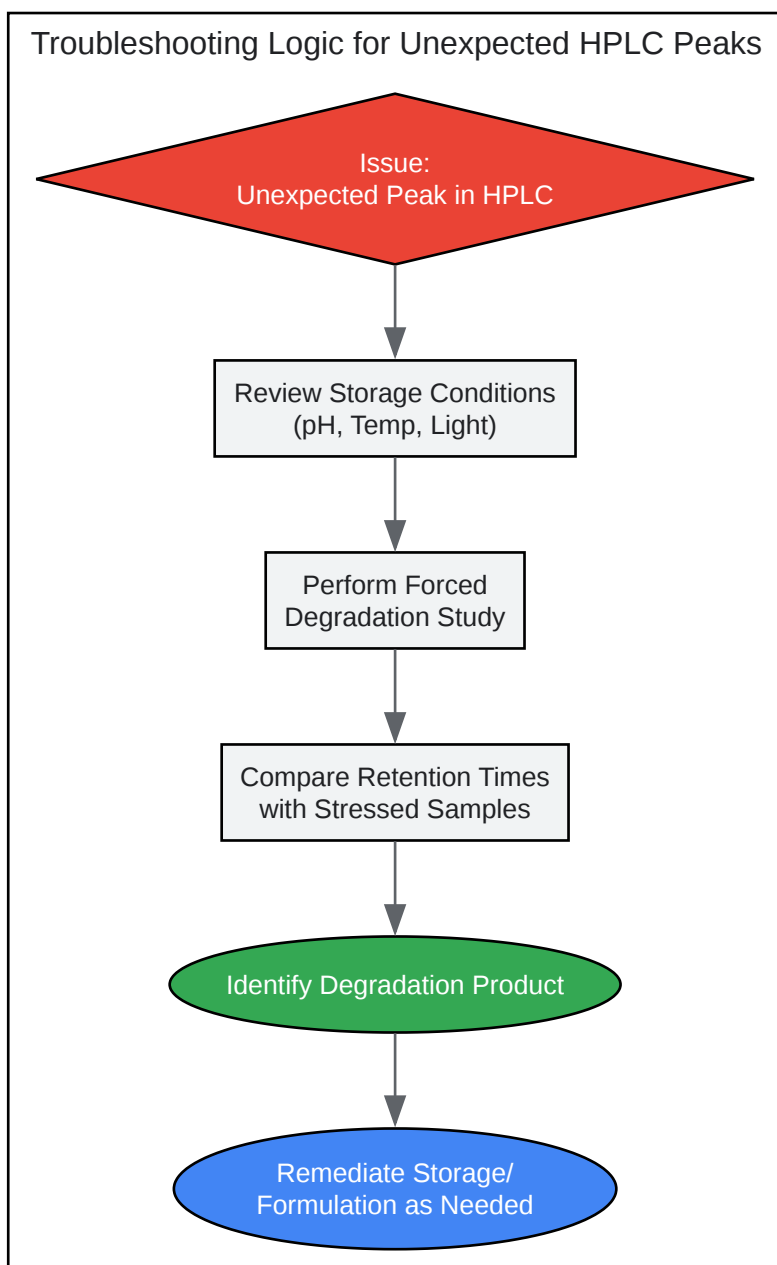 Troubleshooting Logic for Unexpected HPLC Peaks
Issue:
Unexpected Peak in HPLC
Review Storage Conditions
(pH, Temp, Light)
Perform Forced
Degradation Study
Compare Retention Times
with Stressed Samples
Identify Degradation Product
Remediate Storage/
Formulation as Needed